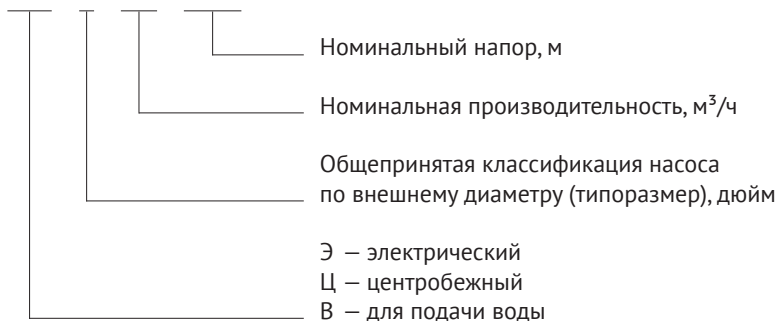 Номинальный напор, м
Номинальная производительность, м³/ч
Общепринятая классификация насоса
по внешнему диаметру (типоразмер), дюйм
Э — электрический
Ц — центробежный
В — для подачи воды